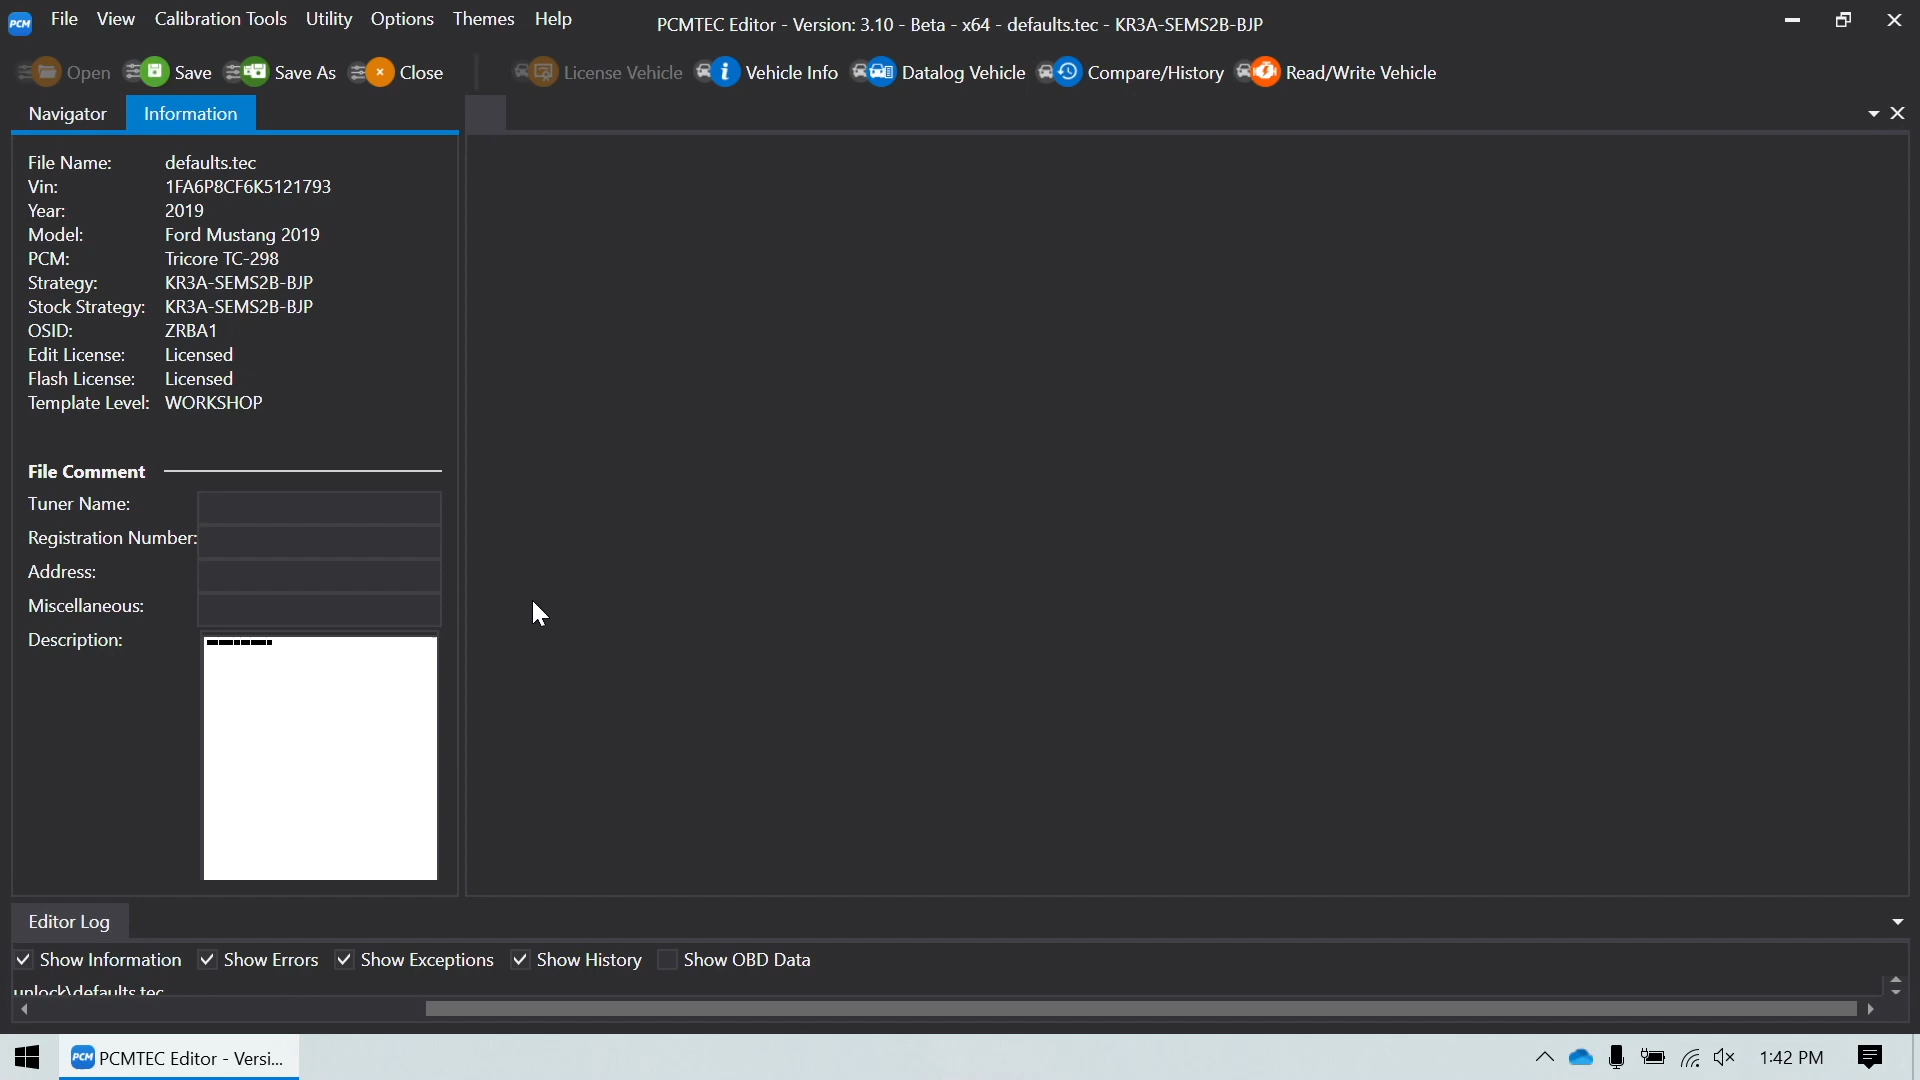 PCM File View Calibration Tools Utility Options Themes Help PCMTEC Editor - Version: 3.10 - Beta - x64 - defaults.tec - KR3A-SEMS2B-BJP
Open Save Save As Close License Vehicle Vehicle Info Datalog Vehicle Compare/History Read/Write Vehicle
Navigator Information
File Name: defaults.tec
Vin: 1FA6P8CF6K5121793
Year: 2019
Model: Ford Mustang 2019
PCM: Tricore TC-298
Strategy: KR3A-SEMS2B-BJP
Stock Strategy: KR3A-SEMS2B-BJP
OSID: ZRBA1
Edit License: Licensed
Flash License: Licensed
Template Level: WORKSHOP
File Comment
Tuner Name:
Registration Number:
Address:
Miscellaneous:
Description:
Editor Log
Show Information Show Errors Show Exceptions Show History Show OBD Data
unlock\defaults.tec
PCM PCMTEC Editor - Versi... 1:42 PM